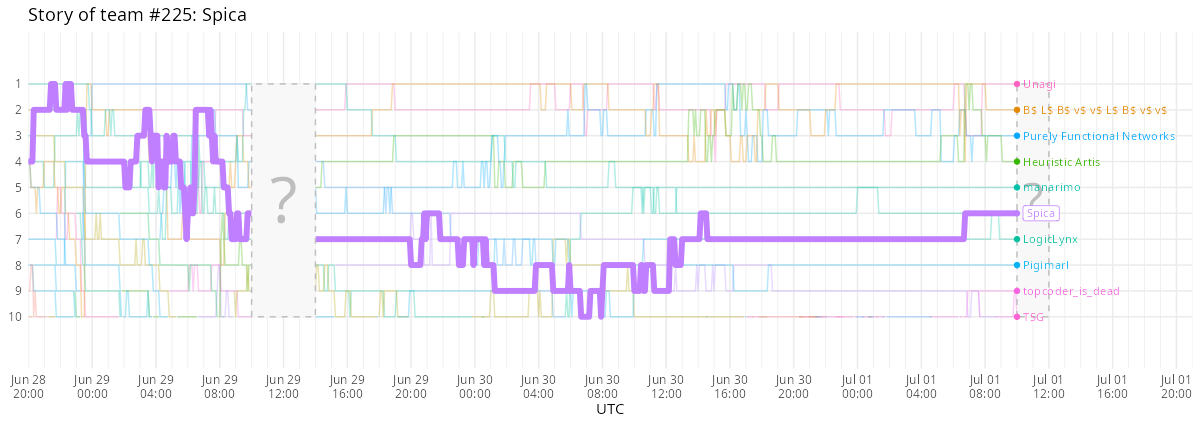 Story of team #225: Spica
1
2
3
4
5
6
7
8
9
10
?
?
Unagi
B$ L$ B$ v$ v$ L$ B$ v$ v$
Purely Functional Networks
Heuristic Artis
manarimo
Spica
LogicLynx
Pigimarl
topcoder_is_dead
TSG
Jun 28 Jun 29 Jun 29 Jun 29 Jun 29 Jun 29 Jun 29 Jun 30 Jun 30 Jun 30 Jun 30 Jun 30 Jun 30 Jul 01 Jul 01 Jul 01 Jul 01 Jul 01 Jul 01
20:00 00:00 04:00 08:00 12:00 16:00 20:00 00:00 04:00 08:00 12:00 16:00 20:00 00:00 04:00 08:00 12:00 16:00 20:00
UTC